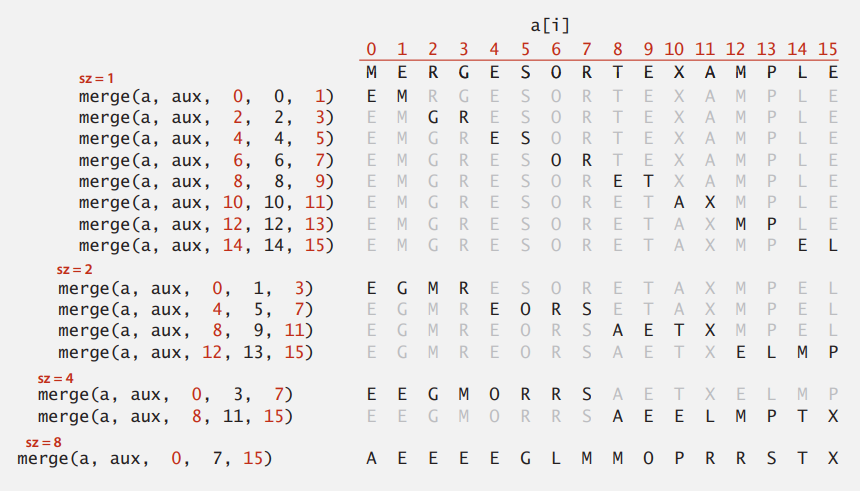 a[i]
0 1 2 3 4 5 6 7 8 9 10 11 12 13 14 15
M E R G E S O R T E X A M P L E
sz = 1
merge(a, aux, 0, 0, 1) E M R G E S O R T E X A M P L E
merge(a, aux, 2, 2, 3) E M G R E S O R T E X A M P L E
merge(a, aux, 4, 4, 5) E M G R E S O R T E X A M P L E
merge(a, aux, 6, 6, 7) E M G R E S O R T E X A M P L E
merge(a, aux, 8, 8, 9) E M G R E S O R E T X A M P L E
merge(a, aux, 10, 10, 11) E M G R E S O R E T A X M P L E
merge(a, aux, 12, 12, 13) E M G R E S O R E T A X M P L E
merge(a, aux, 14, 14, 15) E M G R E S O R E T A X M P E L
sz = 2
merge(a, aux, 0, 1, 3) E G M R E S O R E T A X M P E L
merge(a, aux, 4, 5, 7) E G M R E O R S E T A X M P E L
merge(a, aux, 8, 9, 11) E G M R E O R S A E T X M P E L
merge(a, aux, 12, 13, 15) E G M R E O R S A E T X E L M P
sz = 4
merge(a, aux, 0, 3, 7) E E G M O R R S A E T X E L M P
merge(a, aux, 8, 11, 15) E E G M O R R S A E E L M P T X
sz = 8
merge(a, aux, 0, 7, 15) A E E E E G L M M O P R R S T X